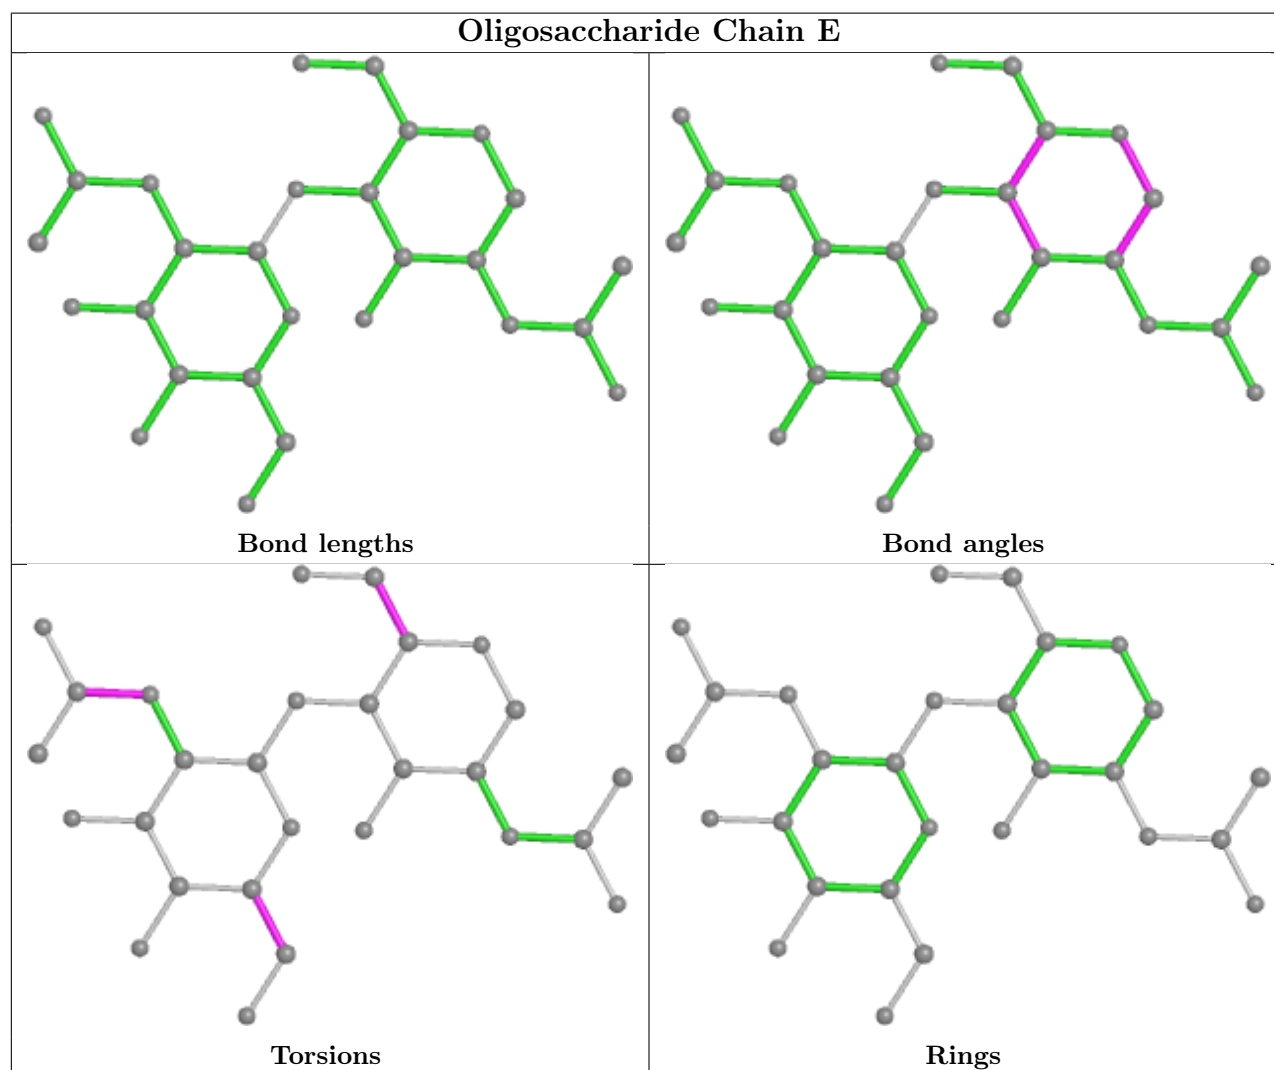 Oligosaccharide Chain E
Bond lengths
Bond angles
Torsions
Rings